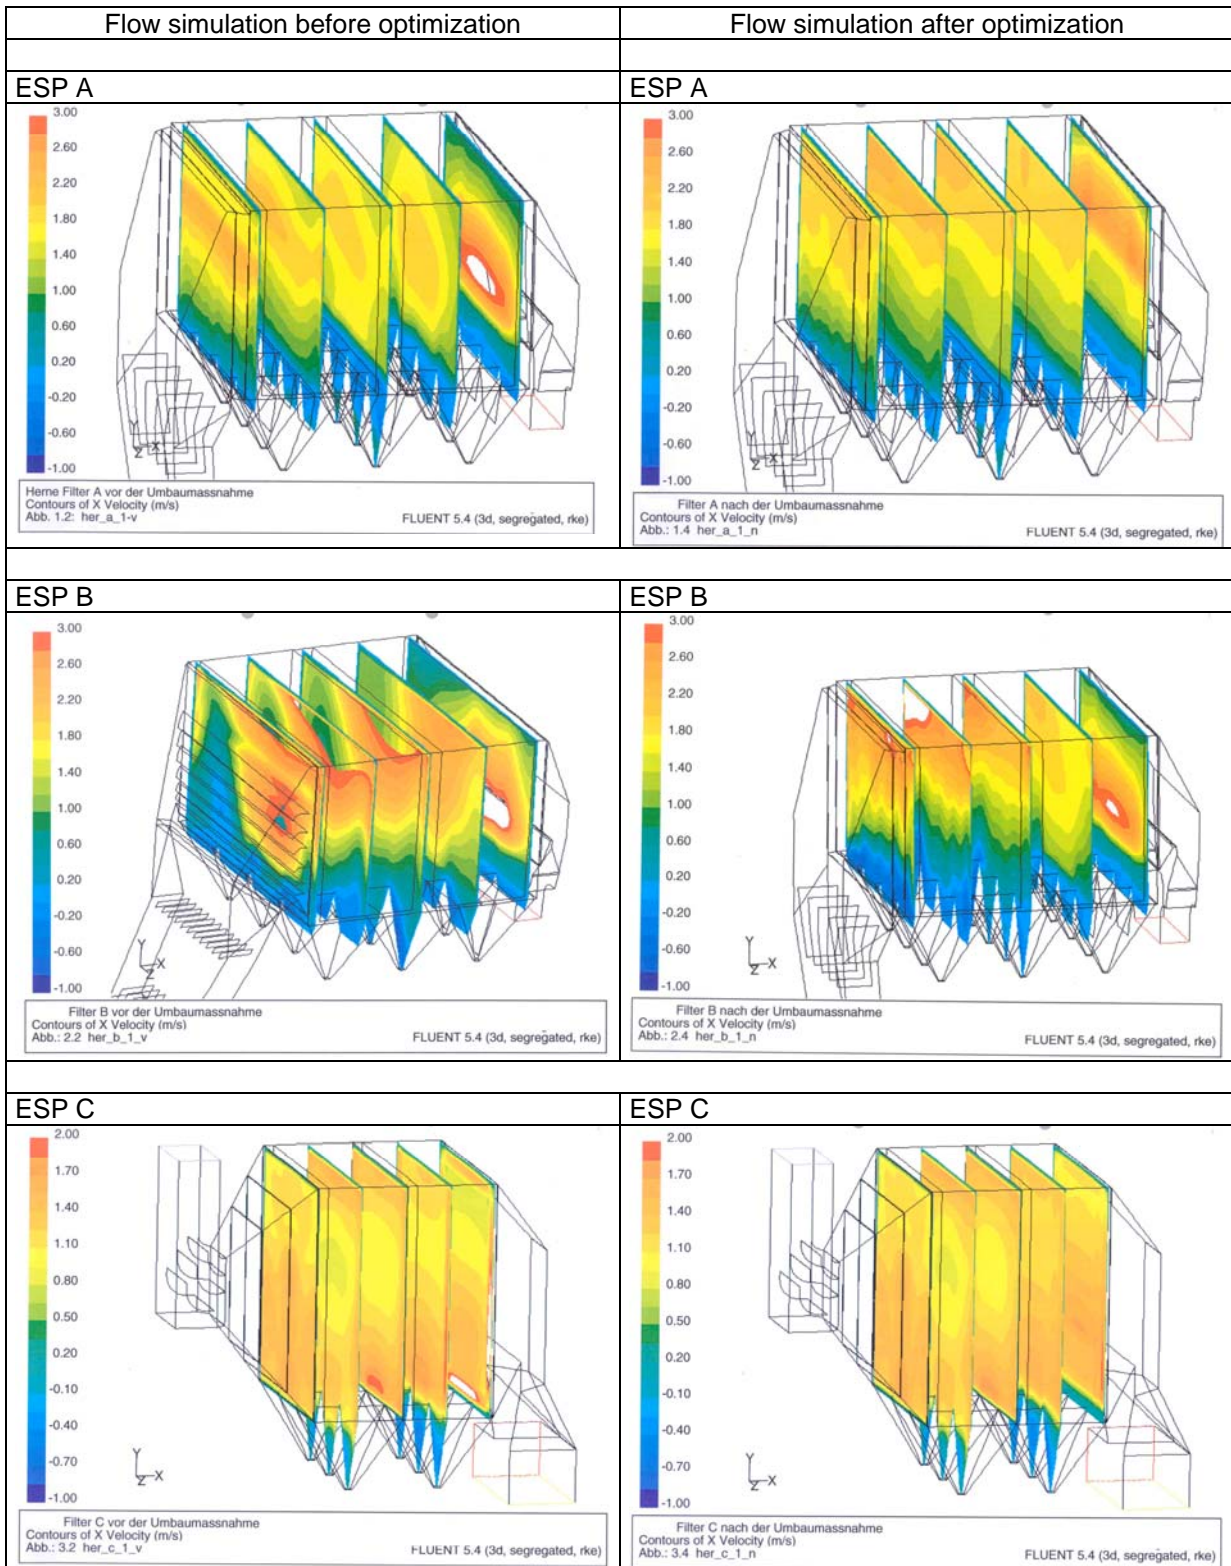 Flow simulation before optimization
Flow simulation after optimization
ESP A
ESP A
3.00
2.60
2.20
1.80
1.40
1.00
0.60
0.20
-0.20
-0.60
-1.00
Y
Z X
Herne Filter A vor der Umbaumassnahme
Contours of X Velocity (m/s)
Abb. 1.2: her_a_1-v
FLUENT 5.4 (3d, segregated, rke)
3.00
2.60
2.20
1.80
1.40
1.00
0.60
0.20
-0.20
-0.60
-1.00
Y
Z X
Filter A nach der Umbaumassnahme
Contours of X Velocity (m/s)
Abb.: 1.4 her_a_1_n
FLUENT 5.4 (3d, segregated, rke)
ESP B
ESP B
3.00
2.60
2.20
1.80
1.40
1.00
0.60
0.20
-0.20
-0.60
-1.00
Y
Z X
Filter B vor der Umbaumassnahme
Contours of X Velocity (m/s)
Abb.: 2.2 her_b_1_v
FLUENT 5.4 (3d, segregated, rke)
3.00
2.60
2.20
1.80
1.40
1.00
0.60
0.20
-0.20
-0.60
-1.00
Y
Z X
Filter B nach der Umbaumassnahme
Contours of X Velocity (m/s)
Abb.: 2.4 her_b_1_n
FLUENT 5.4 (3d, segregated, rke)
ESP C
ESP C
2.00
1.70
1.40
1.10
0.80
0.50
0.20
-0.10
-0.40
-0.70
-1.00
Y
Z X
Filter C vor der Umbaumassnahme
Contours of X Velocity (m/s)
Abb.: 3.2 her_c_1_v
FLUENT 5.4 (3d, segregated, rke)
2.00
1.70
1.40
1.10
0.80
0.50
0.20
-0.10
-0.40
-0.70
-1.00
Y
Z X
Filter C nach der Umbaumassnahme
Contours of X Velocity (m/s)
Abb.: 3.4 her_c_1_n
FLUENT 5.4 (3d, segregated, rke)